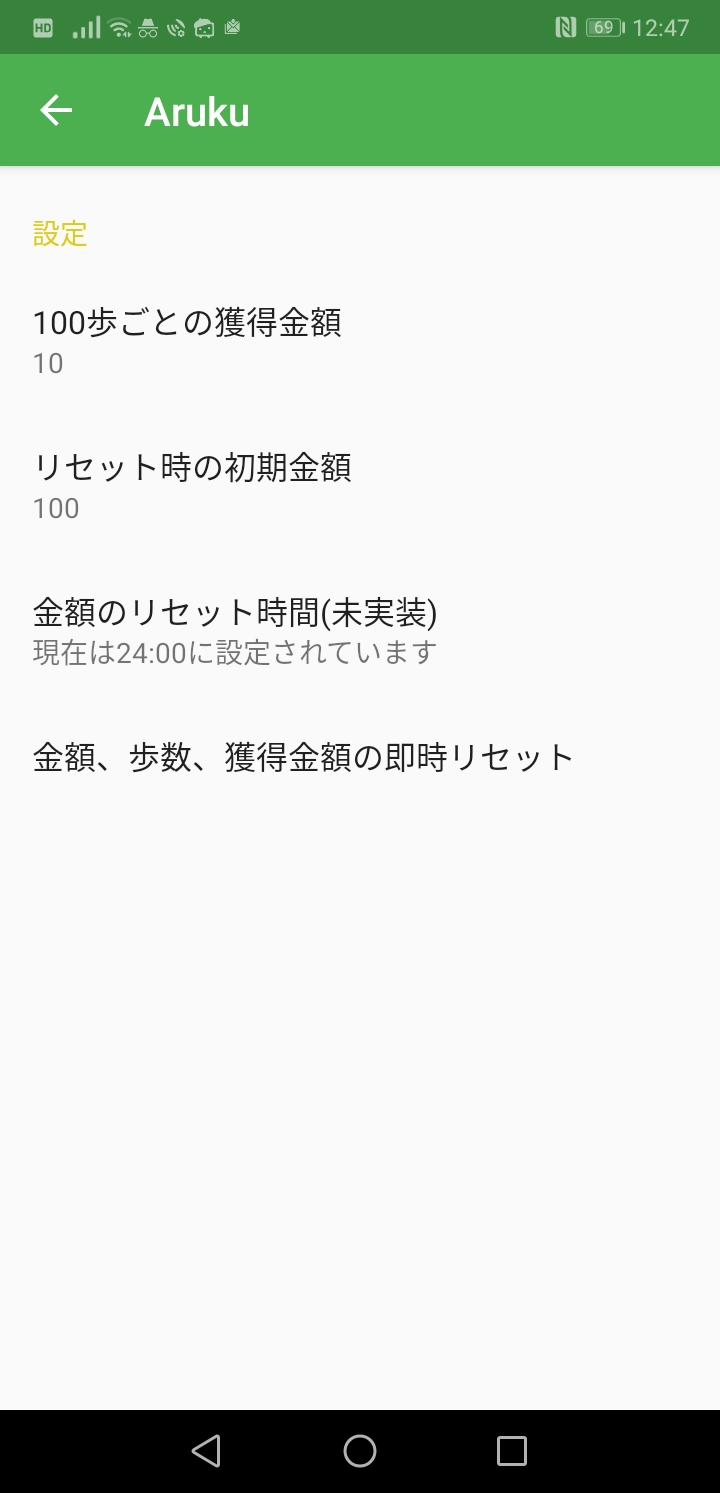 HD 69 12:47
Aruku
設定
100歩ごとの獲得金額
10
リセット時の初期金額
100
金額のリセット時間(未実装)
現在は24:00に設定されています
金額、歩数、獲得金額の即時リセット